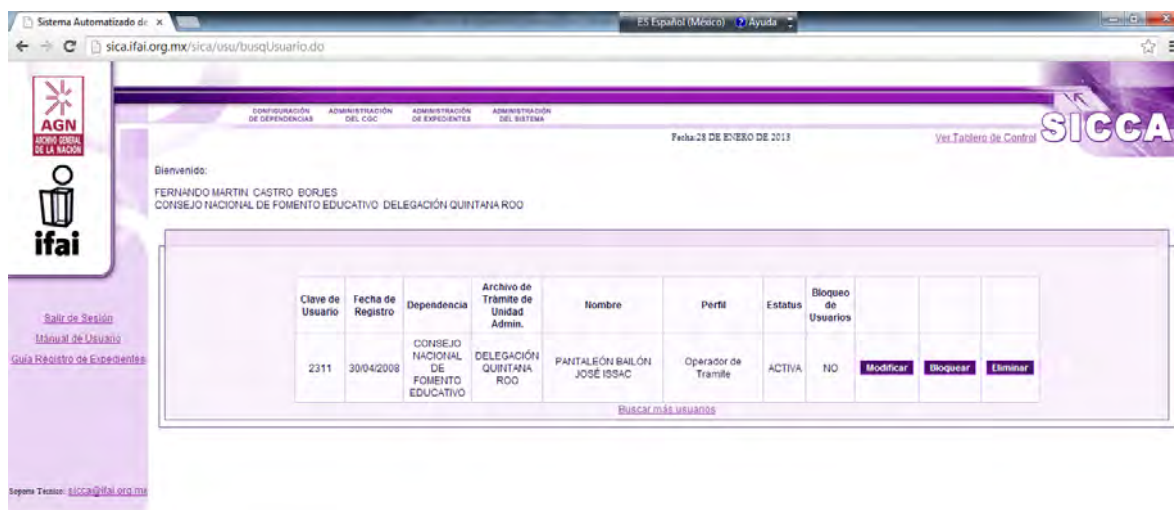 Sistema Automatizado de
ES Español (México) Ayuda
sica.ifai.org.mx/sica/usu/busqUsuario.do
AGN
ARCHIVO GENERAL
DE LA NACIÓN
ifai
CONFIGURACIÓN DE DEPENDENCIAS
ADMINISTRACIÓN DEL CGC
ADMINISTRACIÓN DE EXPEDIENTES
ADMINISTRACIÓN DEL SISTEMA
Fecha:28 DE ENERO DE 2013
Ver Tablero de Control
SICCA
Bienvenido:
FERNANDO MARTIN CASTRO BORJES
CONSEJO NACIONAL DE FOMENTO EDUCATIVO DELEGACIÓN QUINTANA ROO
Salir de Sesión
Manual de Usuario
Guía Registro de Expedientes
Clave de Usuario
Fecha de Registro
Dependencia
Archivo de Trámite de Unidad Admin.
Nombre
Perfil
Estatus
Bloqueo de Usuarios
2311
30/04/2008
CONSEJO NACIONAL DE FOMENTO EDUCATIVO
DELEGACIÓN QUINTANA ROO
PANTALEÓN BAILÓN JOSÉ ISSAC
Operador de Tramite
ACTIVA
NO
Modificar
Bloquear
Eliminar
Buscar más usuarios
Soporte Tecnico: sicca@ifai.org.mx